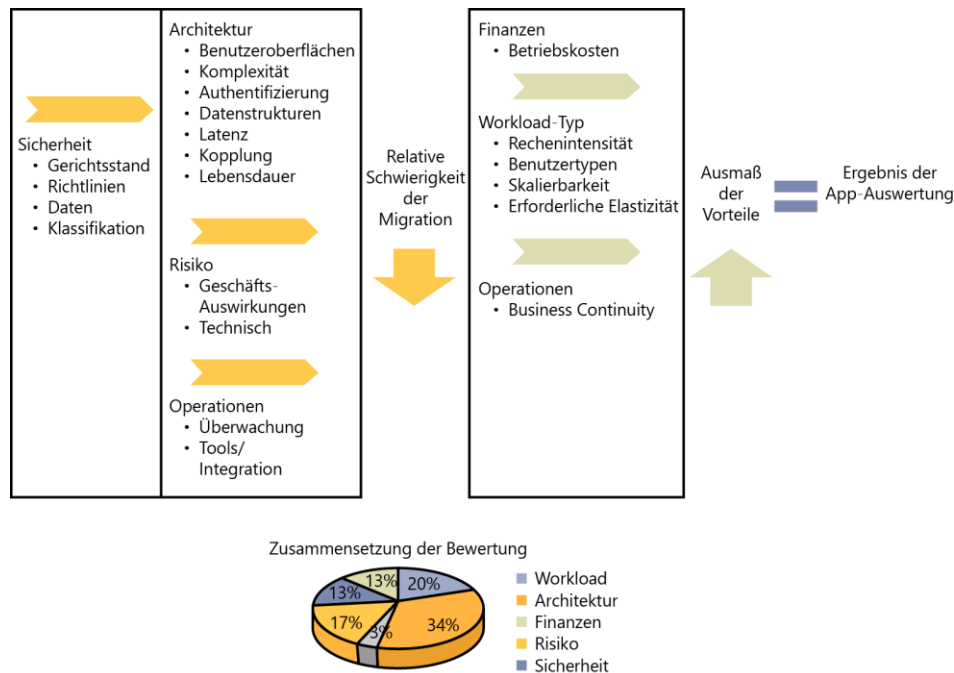 Sicherheit
• Gerichtsstand
• Richtlinien
• Daten
• Klassifikation
Architektur
• Benutzeroberflächen
• Komplexität
• Authentifizierung
• Datenstrukturen
• Latenz
• Kopplung
• Lebensdauer
Risiko
• Geschäfts-
Auswirkungen
• Technisch
Operationen
• Überwachung
• Tools/
Integration
Relative
Schwierigkeit
der
Migration
Finanzen
• Betriebskosten
Workload-Typ
• Rechenintensität
• Benutzertypen
• Skalierbarkeit
• Erforderliche Elastizität
Operationen
• Business Continuity
Ausmaß
der
Vorteile
Ergebnis der
App-Auswertung
Zusammensetzung der Bewertung
13%
20%
13%
17%
3%
34%
Workload
Architektur
Finanzen
Risiko
Sicherheit